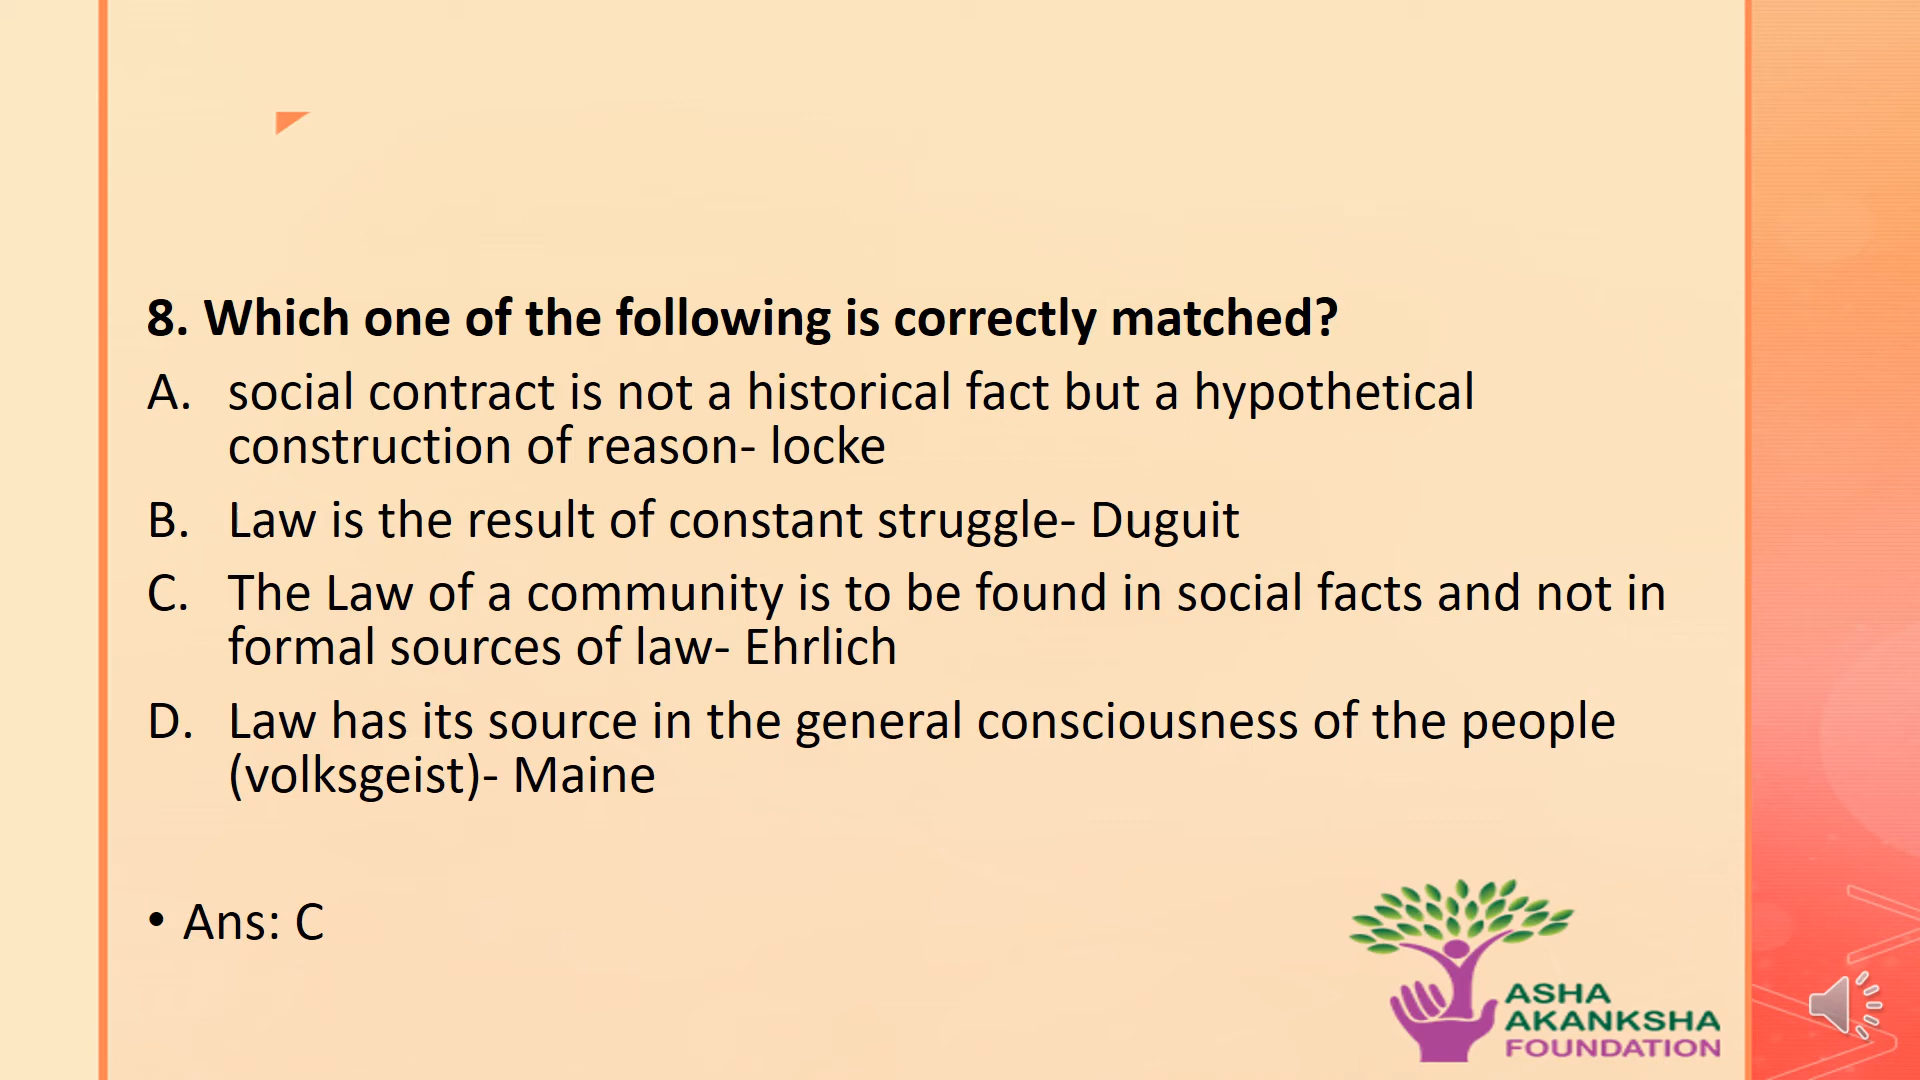 8. Which one of the following is correctly matched?
A. social contract is not a historical fact but a hypothetical
construction of reason- locke
B. Law is the result of constant struggle- Duguit
C. The Law of a community is to be found in social facts and not in
formal sources of law- Ehrlich
D. Law has its source in the general consciousness of the people
(volksgeist)- Maine
• Ans: C
ASHA
AKANKSHA
FOUNDATION